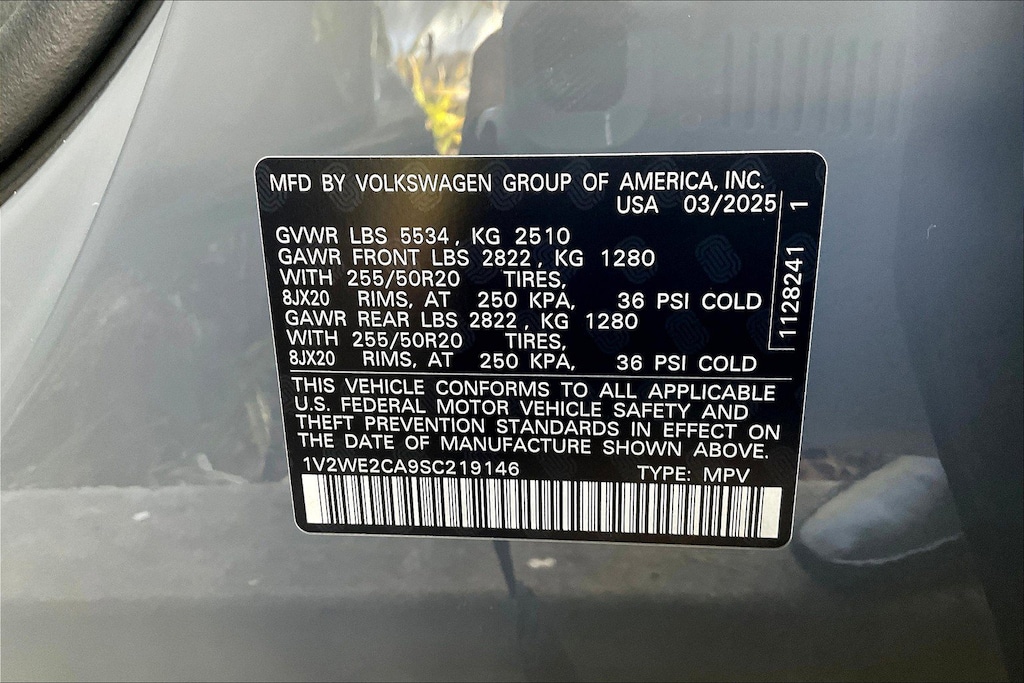 MFD BY VOLKSWAGEN GROUP OF AMERICA, INC.
USA 03/2025
GVWR LBS 5534, KG 2510
GAWR FRONT LBS 2822, KG 1280
WITH 255/50R20 TIRES,
8JX20 RIMS, AT 250 KPA, 36 PSI COLD
GAWR REAR LBS 2822, KG 1280
WITH 255/50R20 TIRES,
8JX20 RIMS, AT 250 KPA, 36 PSI COLD
1128241 1
THIS VEHICLE CONFORMS TO ALL APPLICABLE
U.S. FEDERAL MOTOR VEHICLE SAFETY AND
THEFT PREVENTION STANDARDS IN EFFECT ON
THE DATE OF MANUFACTURE SHOWN ABOVE.
1V2WE2CA9SC219146 TYPE: MPV